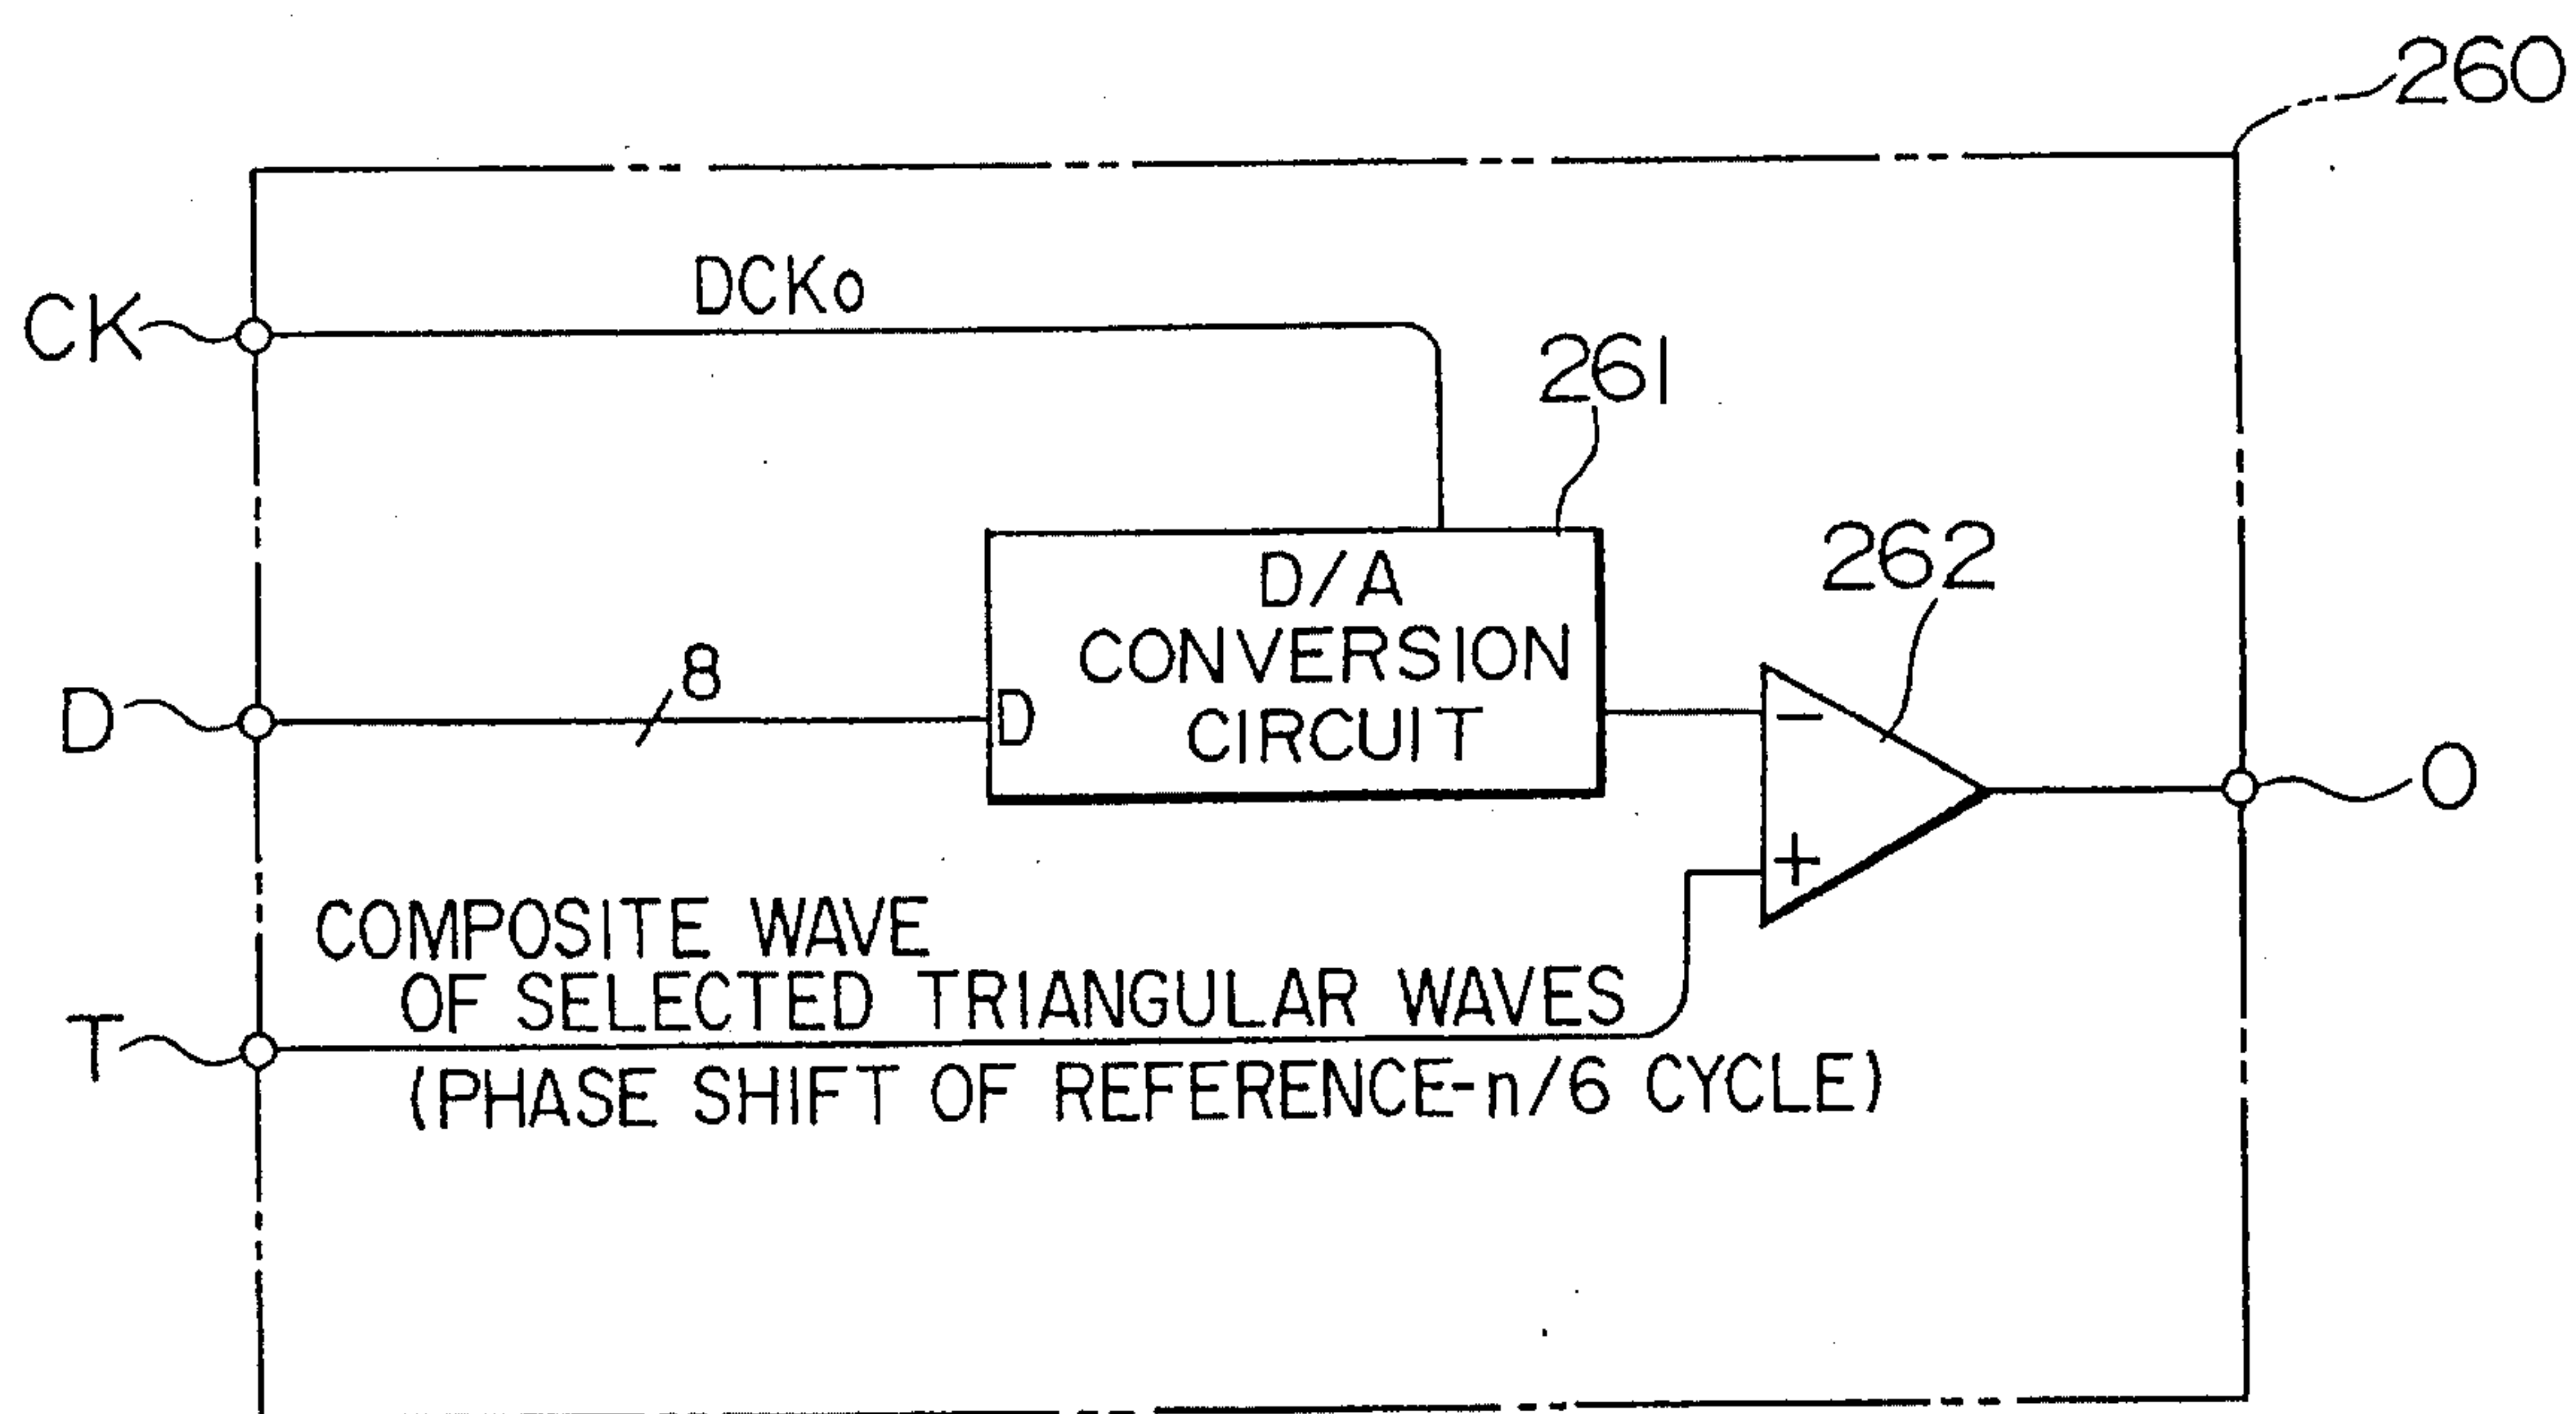 260
CK
DCKo
261
D/A
CONVERSION
CIRCUIT
262
D
8
D
-
+
O
COMPOSITE WAVE
OF SELECTED TRIANGULAR WAVES
T
(PHASE SHIFT OF REFERENCE-n/6 CYCLE)